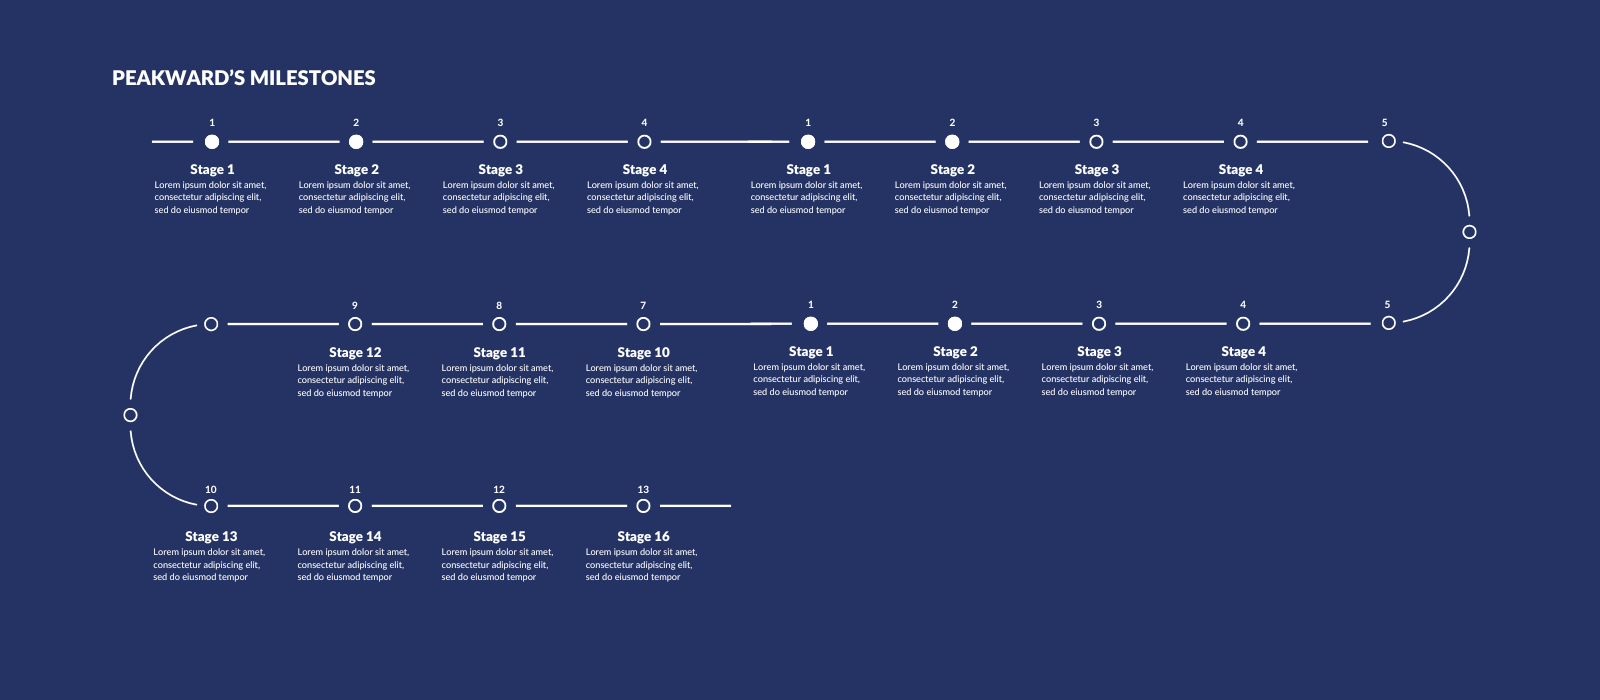 PEAKWARD'S MILESTONES
1 2 3 4 1 2 3 4 5
Stage 1 Stage 2 Stage 3 Stage 4 Stage 1 Stage 2 Stage 3 Stage 4
Lorem ipsum dolor sit amet, Lorem ipsum dolor sit amet, Lorem ipsum dolor sit amet, Lorem ipsum dolor sit amet, Lorem ipsum dolor sit amet, Lorem ipsum dolor sit amet, Lorem ipsum dolor sit amet, Lorem ipsum dolor sit amet,
consectetur adipiscing elit, consectetur adipiscing elit, consectetur adipiscing elit, consectetur adipiscing elit, consectetur adipiscing elit, consectetur adipiscing elit, consectetur adipiscing elit, consectetur adipiscing elit,
sed do eiusmod tempor sed do eiusmod tempor sed do eiusmod tempor sed do eiusmod tempor sed do eiusmod tempor sed do eiusmod tempor sed do eiusmod tempor sed do eiusmod tempor
9 8 7 1 2 3 4 5
Stage 12 Stage 11 Stage 10 Stage 1 Stage 2 Stage 3 Stage 4
Lorem ipsum dolor sit amet, Lorem ipsum dolor sit amet, Lorem ipsum dolor sit amet, Lorem ipsum dolor sit amet, Lorem ipsum dolor sit amet, Lorem ipsum dolor sit amet, Lorem ipsum dolor sit amet,
consectetur adipiscing elit, consectetur adipiscing elit, consectetur adipiscing elit, consectetur adipiscing elit, consectetur adipiscing elit, consectetur adipiscing elit, consectetur adipiscing elit,
sed do eiusmod tempor sed do eiusmod tempor sed do eiusmod tempor sed do eiusmod tempor sed do eiusmod tempor sed do eiusmod tempor sed do eiusmod tempor
10 11 12 13
Stage 13 Stage 14 Stage 15 Stage 16
Lorem ipsum dolor sit amet, Lorem ipsum dolor sit amet, Lorem ipsum dolor sit amet, Lorem ipsum dolor sit amet,
consectetur adipiscing elit, consectetur adipiscing elit, consectetur adipiscing elit, consectetur adipiscing elit,
sed do eiusmod tempor sed do eiusmod tempor sed do eiusmod tempor sed do eiusmod tempor